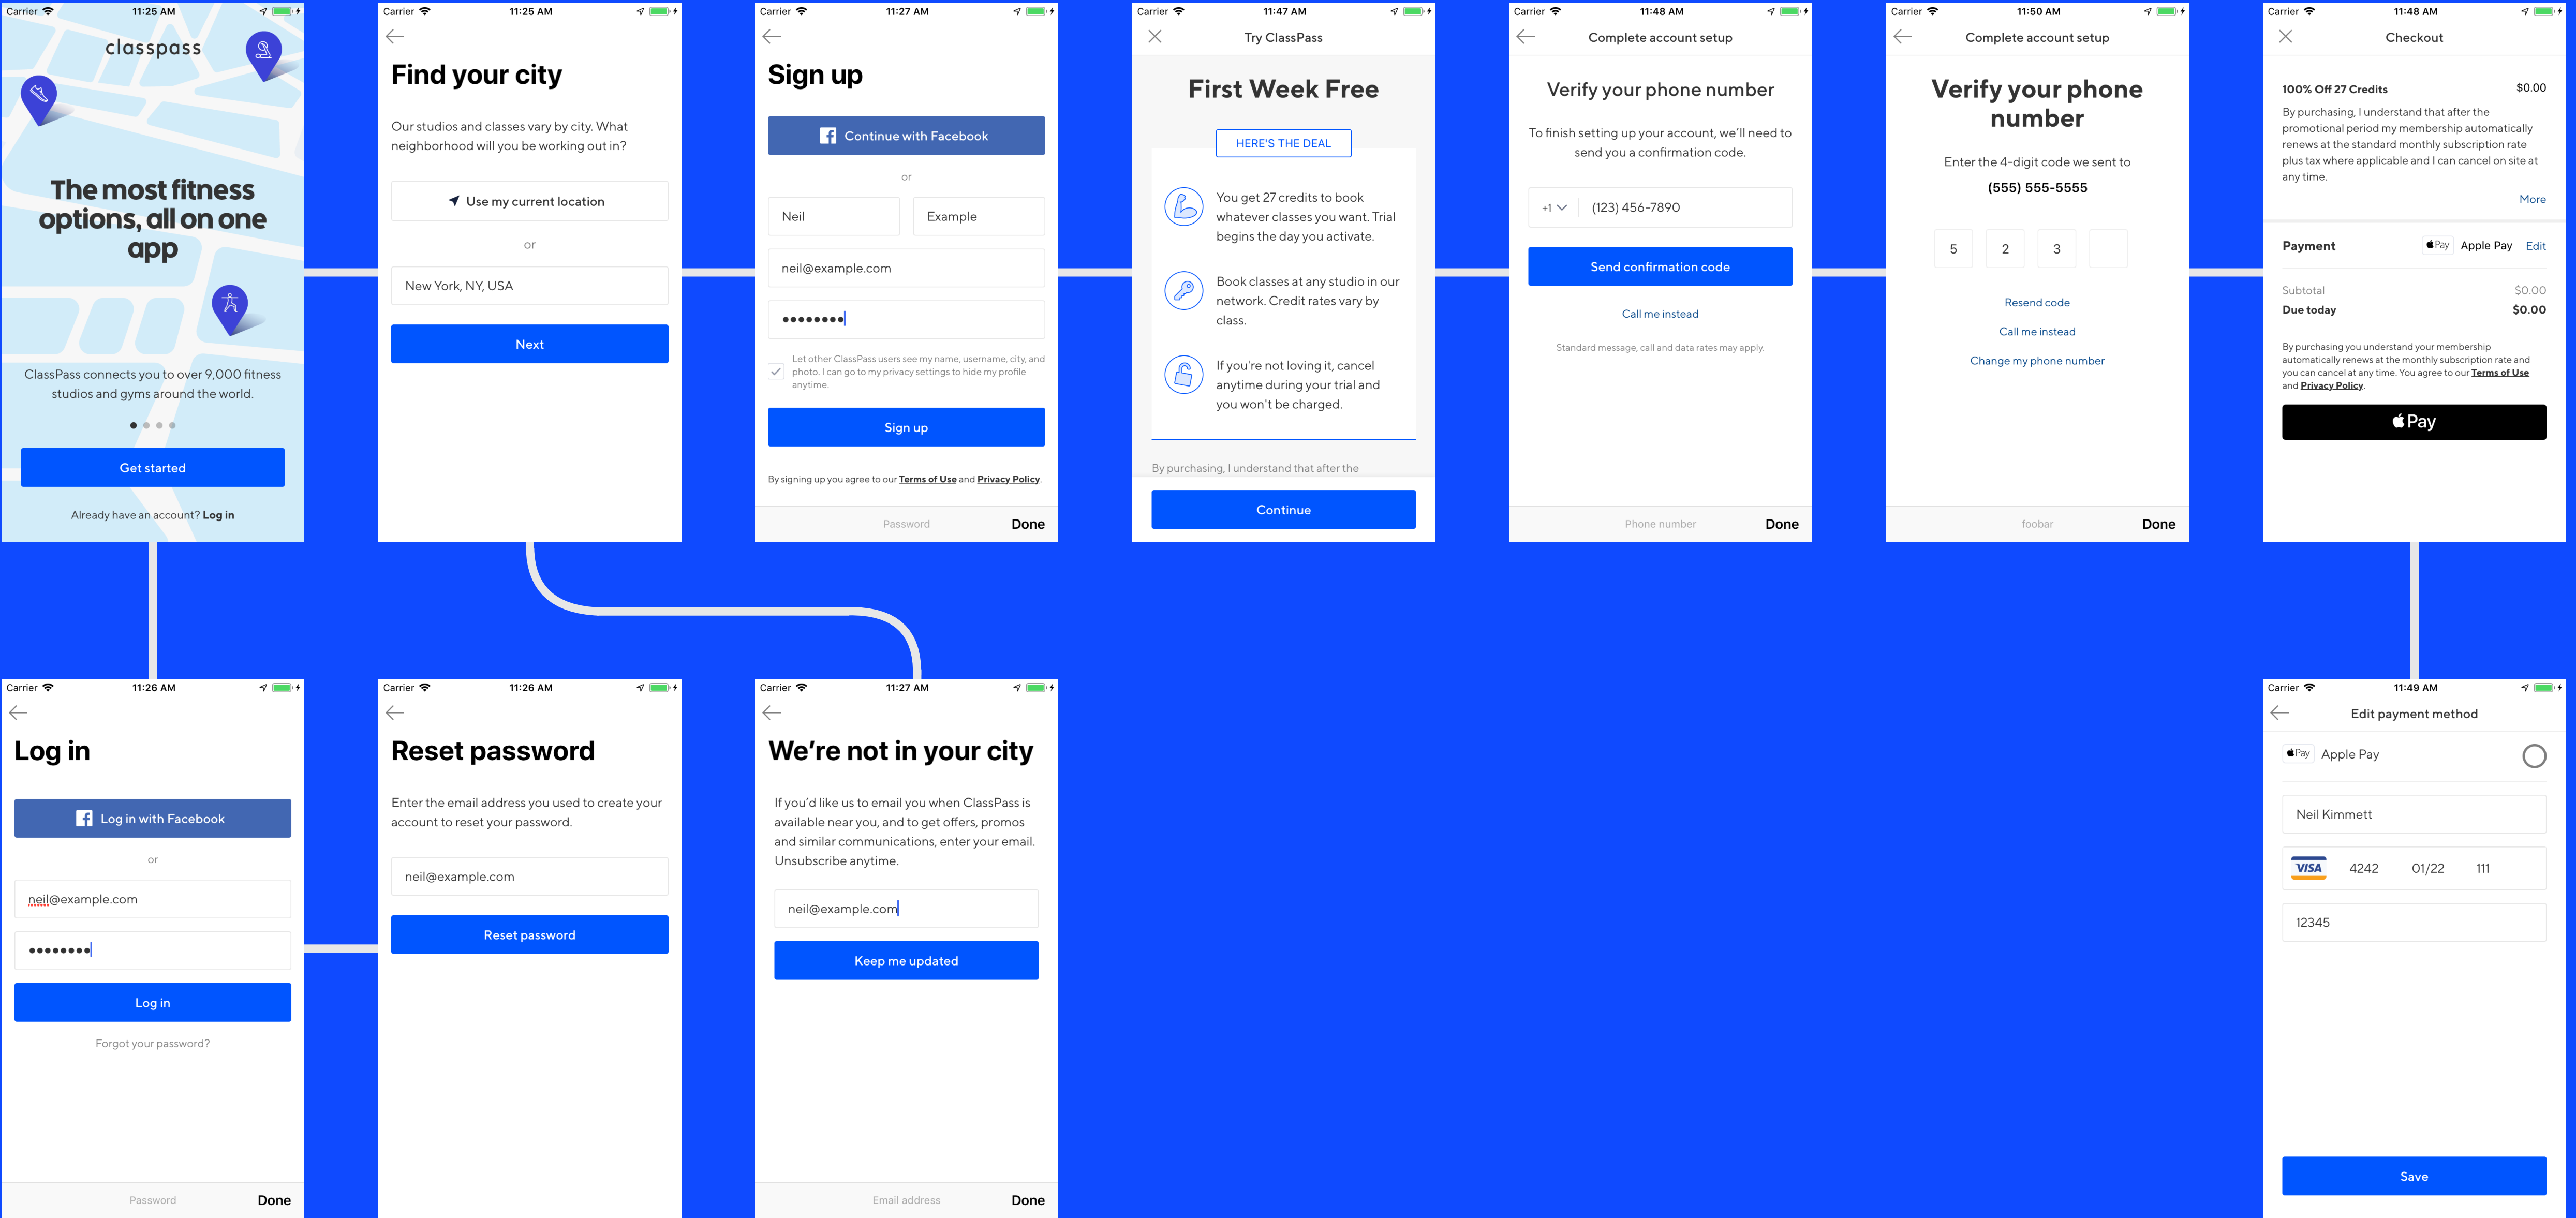 Carrier 11:25 AM
classpass
The most fitness
options, all on one
app
ClassPass connects you to over 9,000 fitness
studios and gyms around the world.
Get started
Already have an account? Log in
Carrier 11:25 AM
Find your city
Our studios and classes vary by city. What
neighborhood will you be working out in?
Use my current location
or
New York, NY, USA
Next
Carrier 11:27 AM
Sign up
Continue with Facebook
or
Neil Example
neil@example.com
Let other ClassPass users see my name, username, city, and
photo. I can go to my privacy settings to hide my profile
anytime.
Sign up
By signing up you agree to our Terms of Use and Privacy Policy.
Password Done
Carrier 11:47 AM
Try ClassPass
First Week Free
HERE'S THE DEAL
You get 27 credits to book
whatever classes you want. Trial
begins the day you activate.
Book classes at any studio in our
network. Credit rates vary by
class.
If you're not loving it, cancel
anytime during your trial and
you won't be charged.
By purchasing, I understand that after the
Continue
Carrier 11:48 AM
Complete account setup
Verify your phone number
To finish setting up your account, we'll need to
send you a confirmation code.
+1 (123) 456-7890
Send confirmation code
Call me instead
Standard message, call and data rates may apply.
Phone number Done
Carrier 11:50 AM
Complete account setup
Verify your phone
number
Enter the 4-digit code we sent to
(555) 555-5555
5 2 3
Resend code
Call me instead
Change my phone number
foobar Done
Carrier 11:48 AM
Checkout
100% Off 27 Credits $0.00
By purchasing, I understand that after the
promotional period my membership automatically
renews at the standard monthly subscription rate
plus tax where applicable and I can cancel on site at
any time.
More
Payment Pay Apple Pay Edit
Subtotal $0.00
Due today $0.00
By purchasing you understand your membership
automatically renews at the monthly subscription rate and
you can cancel at any time. You agree to our Terms of Use
and Privacy Policy.
Pay
Carrier 11:26 AM
Log in
Log in with Facebook
or
neil@example.com
Log in
Forgot your password?
Password Done
Carrier 11:26 AM
Reset password
Enter the email address you used to create your
account to reset your password.
neil@example.com
Reset password
Carrier 11:27 AM
We're not in your city
If you'd like us to email you when ClassPass is
available near you, and to get offers, promos
and similar communications, enter your email.
Unsubscribe anytime.
neil@example.com
Keep me updated
Email address Done
Carrier 11:49 AM
Edit payment method
Pay Apple Pay
Neil Kimmett
VISA 4242 01/22 111
12345
Save